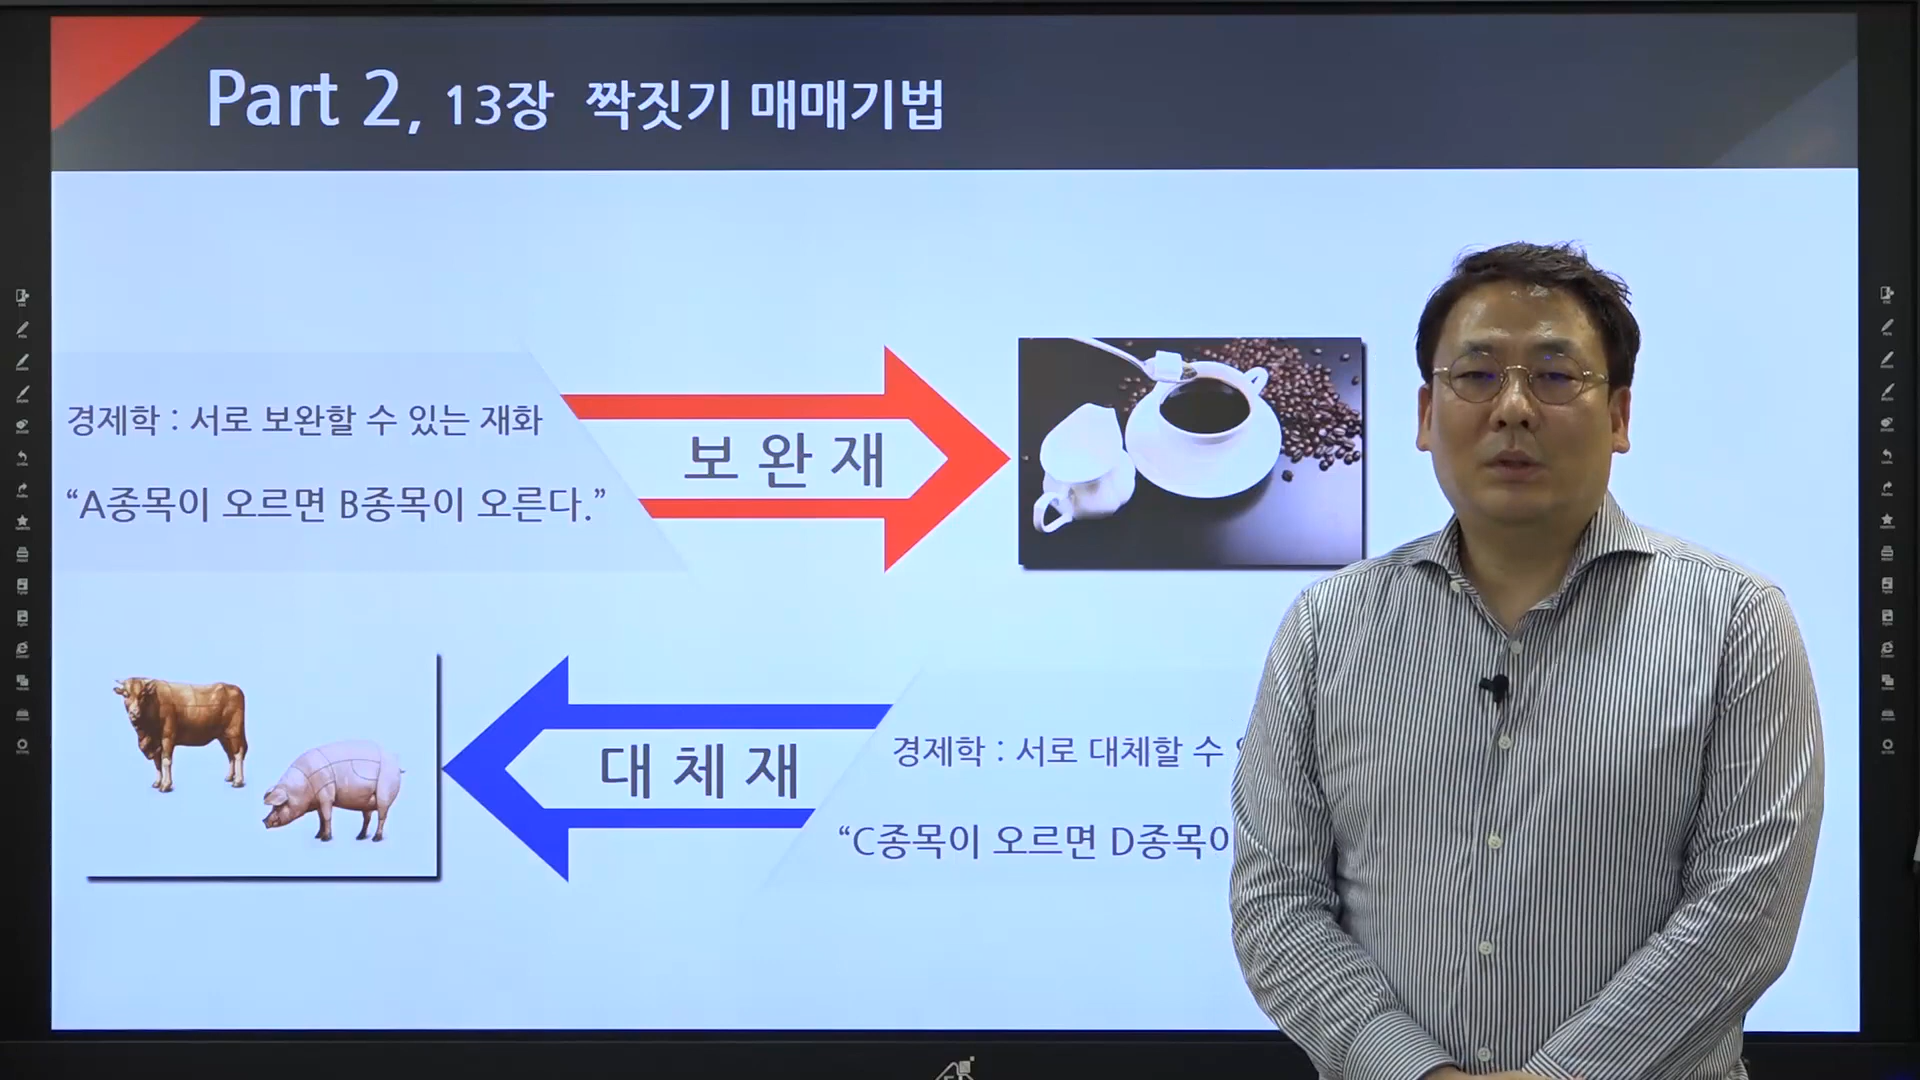 Part 2, 13장 짝짓기 매매기법
경제학 : 서로 보완할 수 있는 재화
“A종목이 오르면 B종목이 오른다.”
보 완 재
대 체 재
경제학 : 서로 대체할 수
“C종목이 오르면 D종목이